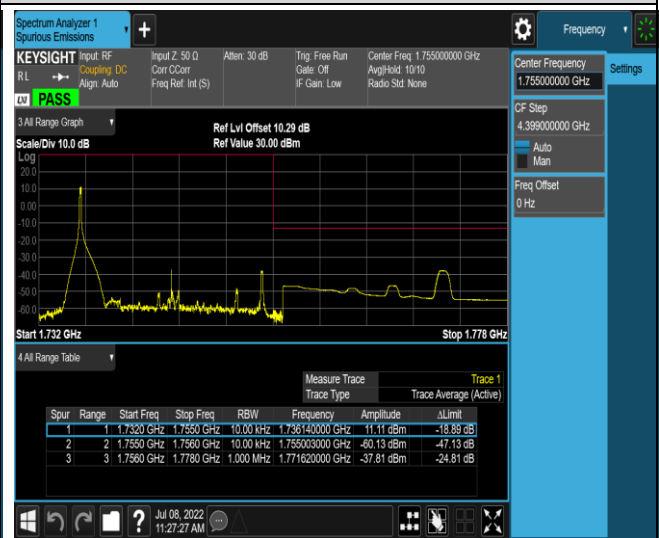 Spectrum Analyzer 1
Spurious Emissions
+
Frequency
KEYSIGHT
RL
LXI
PASS
Input: RF
Coupling: DC
Align: Auto
Input Z: 50 Ω
Corr CCorr
Freq Ref: Int (S)
Atten: 30 dB
Trig: Free Run
Gate: Off
IF Gain: Low
Center Freq: 1.755000000 GHz
Avg|Hold: 10/10
Radio Std: None
Center Frequency
1.755000000 GHz
Settings
CF Step
4.399000000 GHz
Auto
Man
Freq Offset
0 Hz
3 All Range Graph
Scale/Div 10.0 dB
Ref Lvl Offset 10.29 dB
Ref Value 30.00 dBm
Log
20.0
10.0
0.00
-10.0
-20.0
-30.0
-40.0
-50.0
-60.0
Start 1.732 GHz
Stop 1.778 GHz
4 All Range Table
Measure Trace Trace 1
Trace Type Trace Average (Active)
Spur Range Start Freq Stop Freq RBW Frequency Amplitude ΔLimit
1 1 1.7320 GHz 1.7550 GHz 10.00 kHz 1.736140000 GHz 11.11 dBm -18.89 dB
2 2 1.7550 GHz 1.7560 GHz 10.00 kHz 1.755003000 GHz -60.13 dBm -47.13 dB
3 3 1.7560 GHz 1.7780 GHz 1.000 MHz 1.771620000 GHz -37.81 dBm -24.81 dB
?
Jul 08, 2022
11:27:27 AM